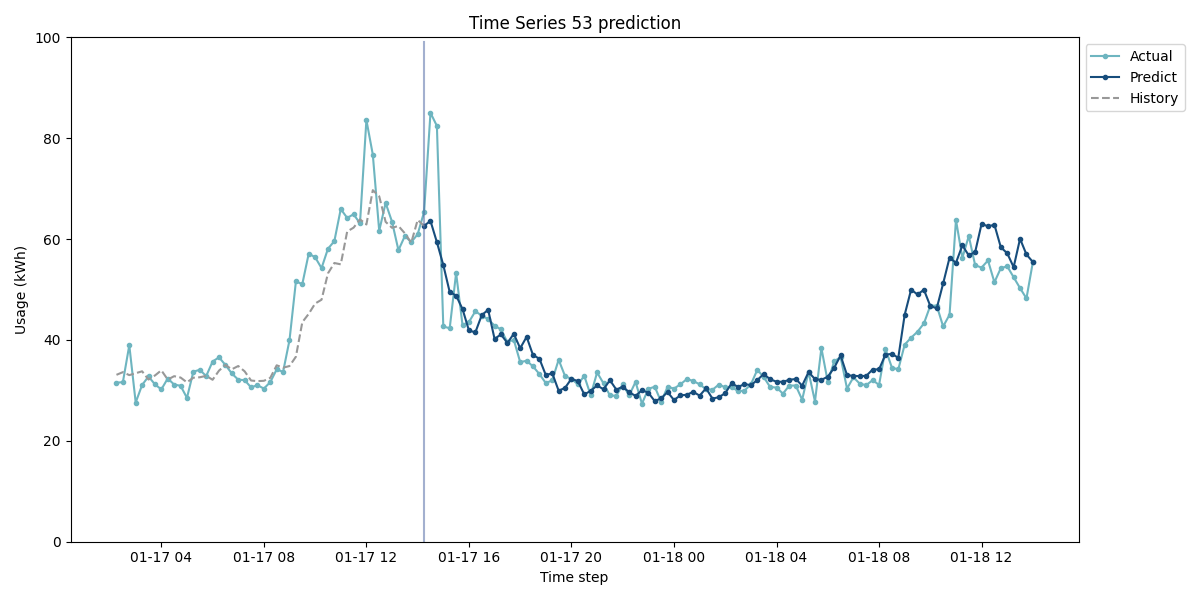 Time Series 53 prediction
Usage (kWh)
100
80
60
40
20
0
01-17 04
01-17 08
01-17 12
01-17 16
01-17 20
01-18 00
01-18 04
01-18 08
01-18 12
Time step
Actual
Predict
History